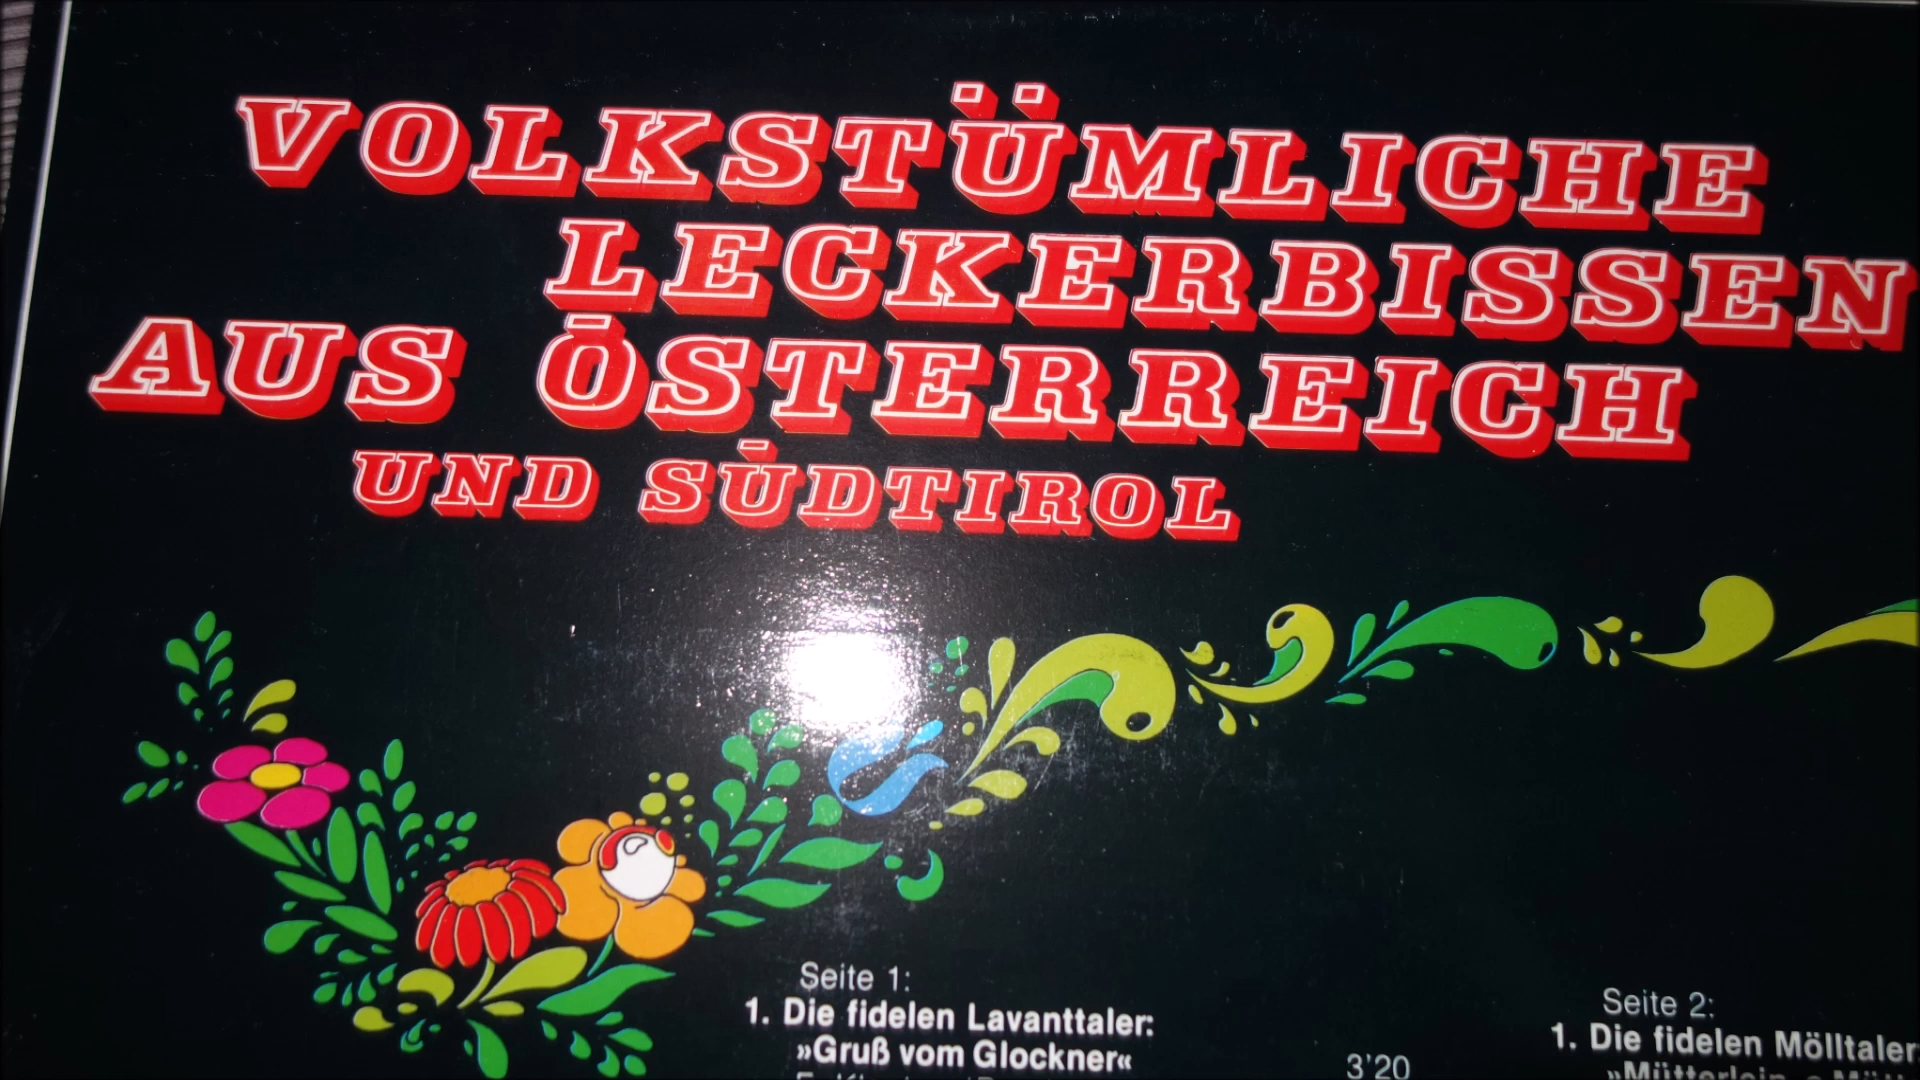 VOLKSTÜMLICHE
LECKERBISSEN
AUS ÖSTERREICH
UND SÜDTIROL
Seite 1:
1. Die fidelen Lavanttaler:
»Gruß vom Glockner« 3'20
Seite 2:
1. Die fidelen Mölltaler:
»Mütterlein